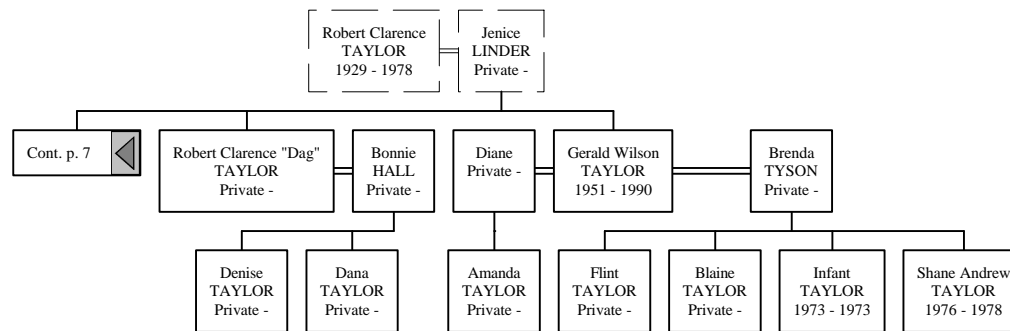 Robert Clarence
TAYLOR
1929 - 1978
Jenice
LINDER
Private -
Cont. p. 7
Robert Clarence "Dag"
TAYLOR
Private -
Bonnie
HALL
Private -
Diane
Private -
Gerald Wilson
TAYLOR
1951 - 1990
Brenda
TYSON
Private -
Denise
TAYLOR
Private -
Dana
TAYLOR
Private -
Amanda
TAYLOR
Private -
Flint
TAYLOR
Private -
Blaine
TAYLOR
Private -
Infant
TAYLOR
1973 - 1973
Shane Andrew
TAYLOR
1976 - 1978